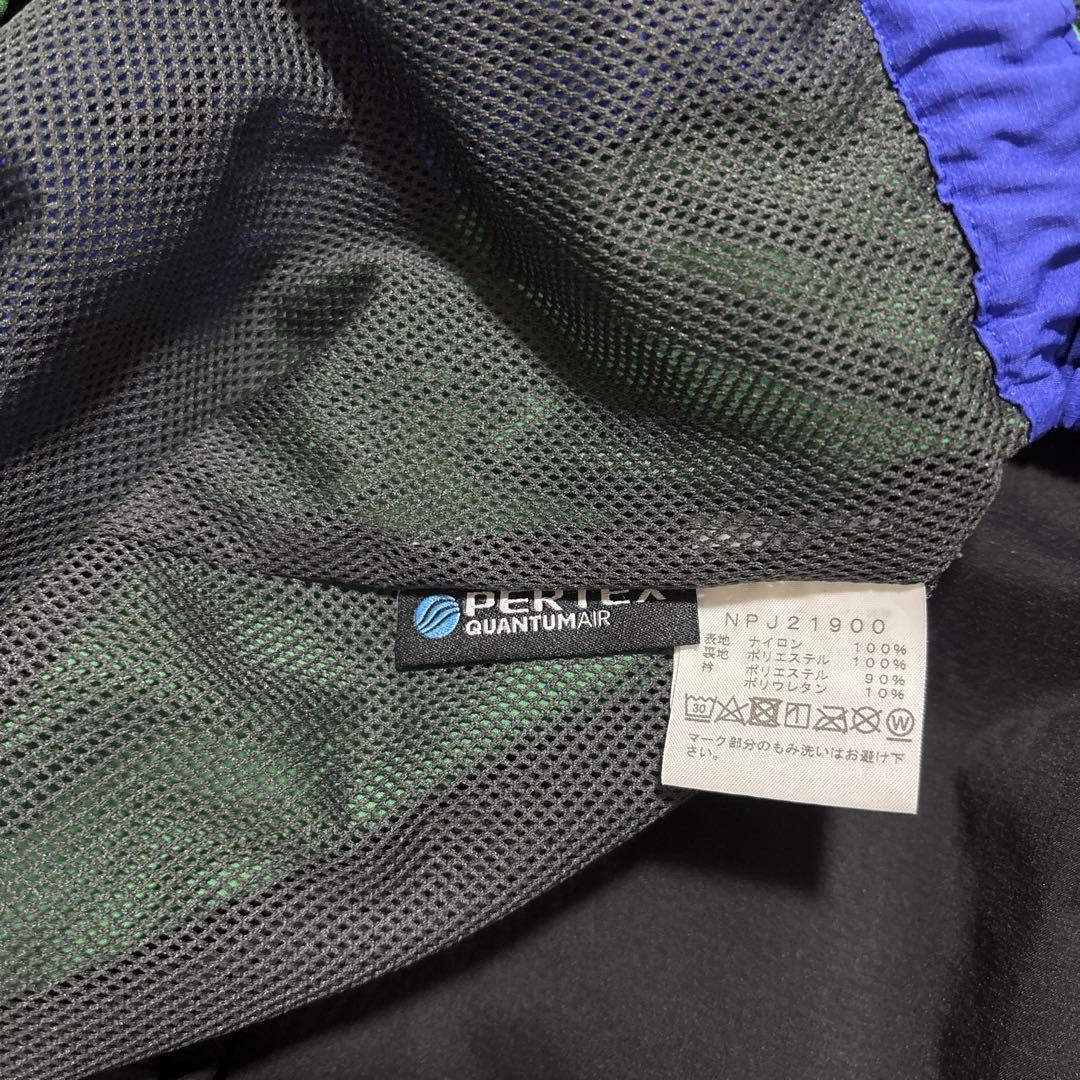 PERTEX
QUANTUMAIR
NPJ21900
表地 ナイロン 100%
裏地 ポリエステル 100%
衿 ポリエステル 90%
ポリウレタン 10%
30 W
マーク部分のもみ洗いはお避け下
さい。